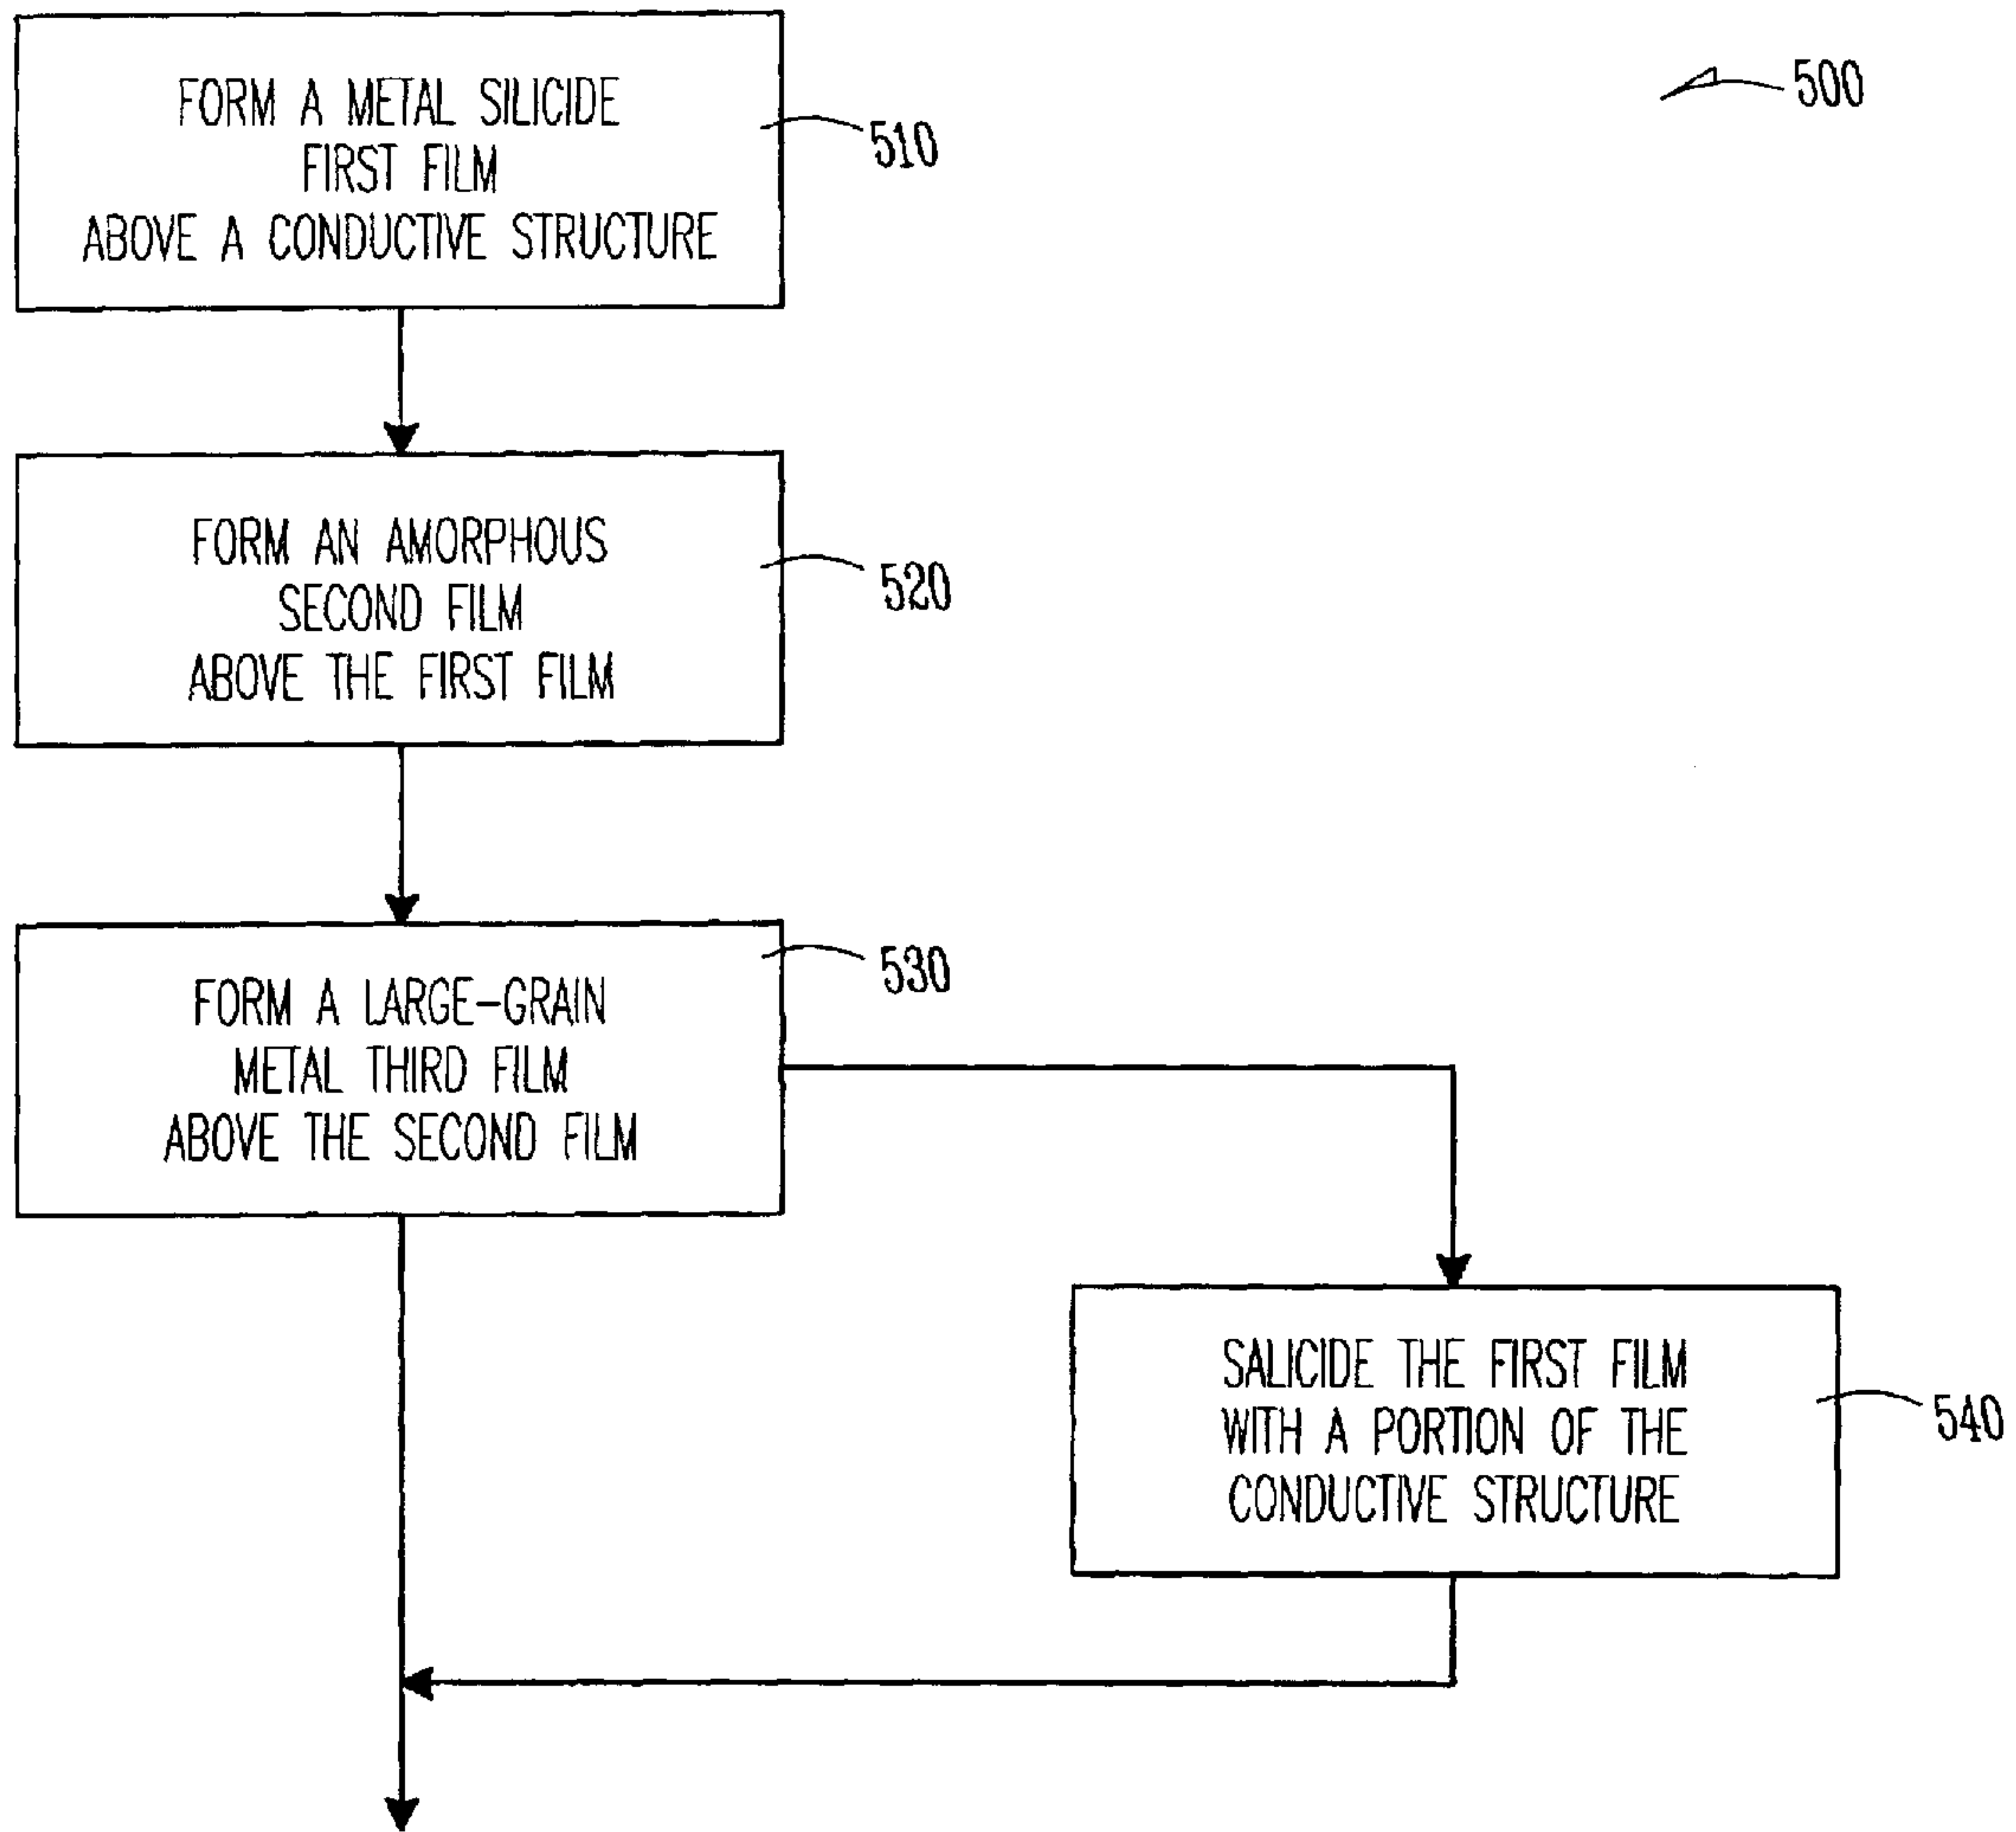 500
FORM A METAL SILICIDE
FIRST FILM
ABOVE A CONDUCTIVE STRUCTURE
510
FORM AN AMORPHOUS
SECOND FILM
ABOVE THE FIRST FILM
520
FORM A LARGE-GRAIN
METAL THIRD FILM
ABOVE THE SECOND FILM
530
SALICIDE THE FIRST FILM
WITH A PORTION OF THE
CONDUCTIVE STRUCTURE
540